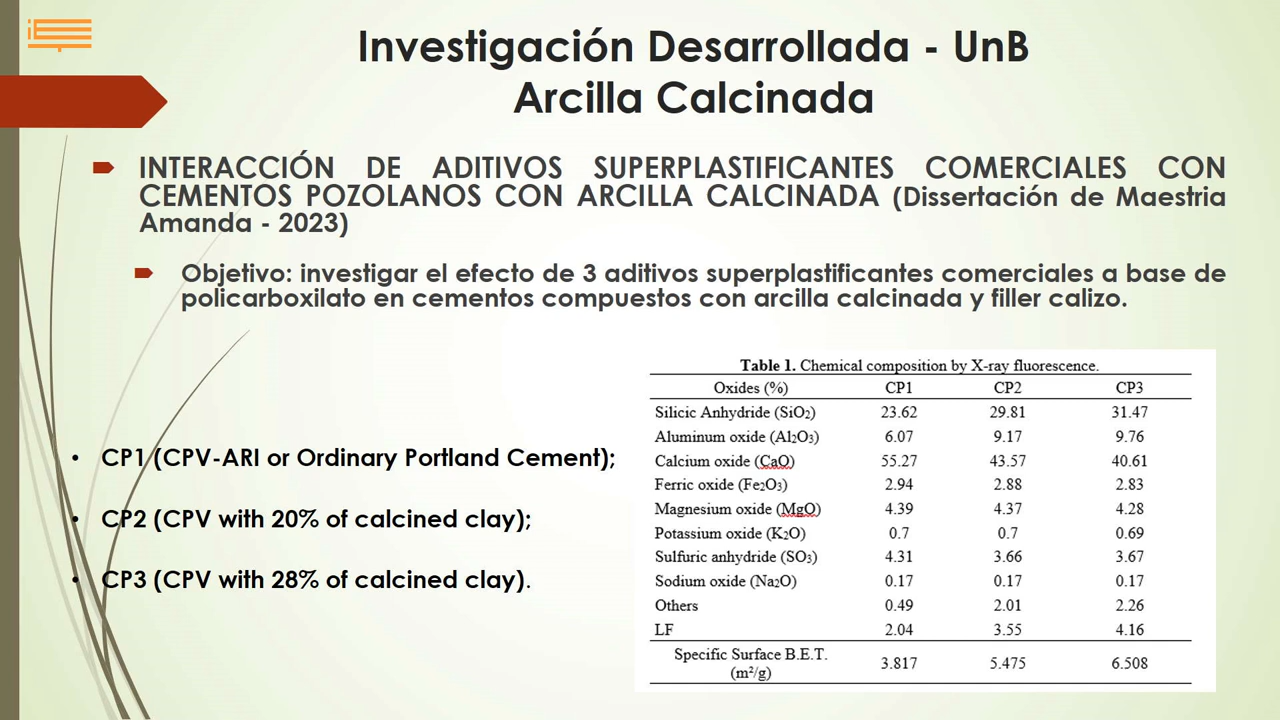 Investigación Desarrollada - UnB
Arcilla Calcinada
INTERACCIÓN DE ADITIVOS SUPERPLASTIFICANTES COMERCIALES CON
CEMENTOS POZOLANOS CON ARCILLA CALCINADA (Dissertación de Maestria
Amanda - 2023)
Objetivo: investigar el efecto de 3 aditivos superplastificantes comerciales a base de
policarboxilato en cementos compuestos con arcilla calcinada y filler calizo.
• CP1 (CPV-ARI or Ordinary Portland Cement);
• CP2 (CPV with 20% of calcined clay);
• CP3 (CPV with 28% of calcined clay).
Table 1. Chemical composition by X-ray fluorescence.
Oxides (%) CP1 CP2 CP3
Silicic Anhydride (SiO2) 23.62 29.81 31.47
Aluminum oxide (Al2O3) 6.07 9.17 9.76
Calcium oxide (CaO) 55.27 43.57 40.61
Ferric oxide (Fe2O3) 2.94 2.88 2.83
Magnesium oxide (MgO) 4.39 4.37 4.28
Potassium oxide (K2O) 0.7 0.7 0.69
Sulfuric anhydride (SO3) 4.31 3.66 3.67
Sodium oxide (Na2O) 0.17 0.17 0.17
Others 0.49 2.01 2.26
LF 2.04 3.55 4.16
Specific Surface B.E.T.
(m²/g) 3.817 5.475 6.508